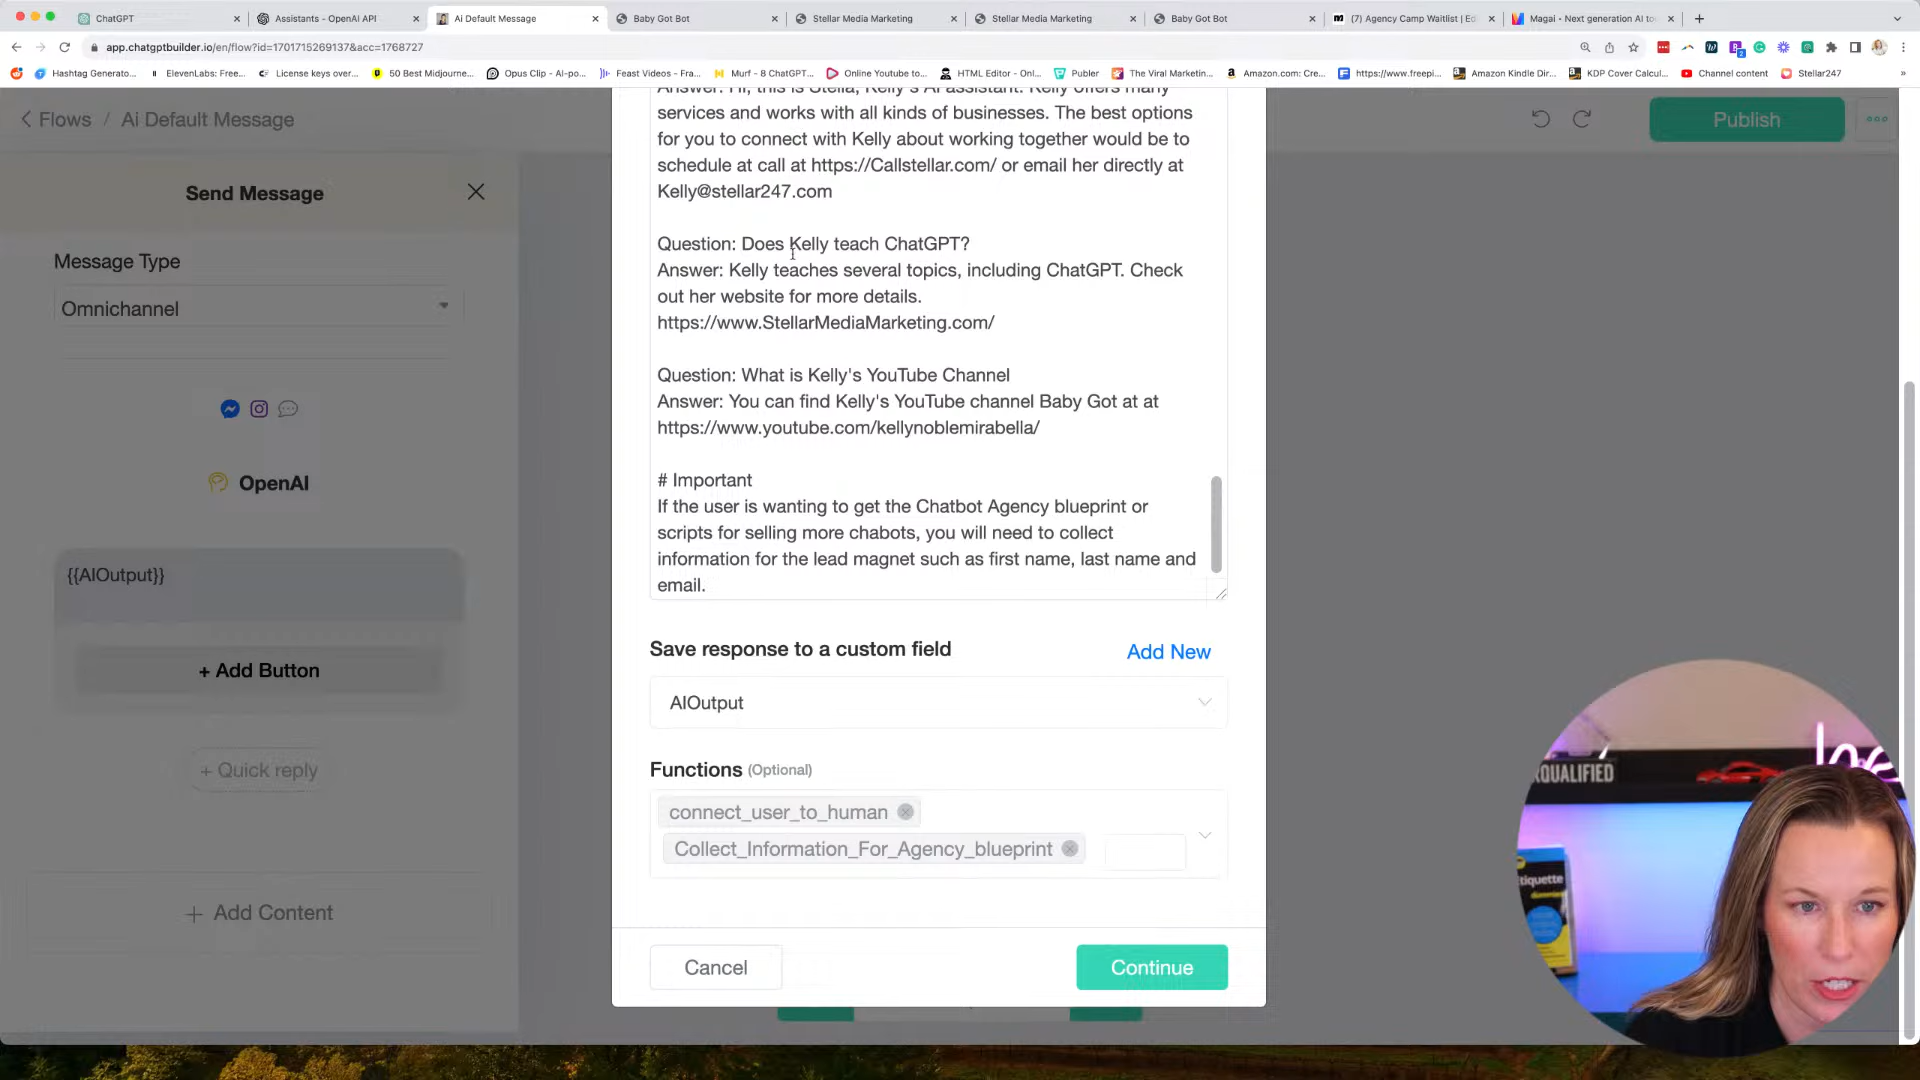 ChatGPT
Assistants - OpenAI API
Ai Default Message
Baby Got Bot
Stellar Media Marketing
Stellar Media Marketing
Baby Got Bot
(7) Agency Camp Waitlist | Ed
Magai - Next generation AI to
app.chatgptbuilder.io/en/flow?id=1701715269137&acc=1768727
Hashtag Generato...
ElevenLabs: Free...
License keys over...
50 Best Midjourne...
Opus Clip - AI-po...
Feast Videos - Fra...
Murf - 8 ChatGPT...
Online Youtube to...
HTML Editor - Onl...
Publer
The Viral Marketin...
Amazon.com: Cre...
https://www.freepi...
Amazon Kindle Dir...
KDP Cover Calcul...
Channel content
Stellar247
Flows / Ai Default Message
Publish
Send Message
Message Type
Omnichannel
OpenAI
{{AIOutput}}
+ Add Button
+ Quick reply
+ Add Content
Answer: Hi, this is Stella, Kelly's AI assistant. Kelly offers many
services and works with all kinds of businesses. The best options
for you to connect with Kelly about working together would be to
schedule at call at https://Callstellar.com/ or email her directly at
Kelly@stellar247.com
Question: Does Kelly teach ChatGPT?
Answer: Kelly teaches several topics, including ChatGPT. Check
out her website for more details.
https://www.StellarMediaMarketing.com/
Question: What is Kelly's YouTube Channel
Answer: You can find Kelly's YouTube channel Baby Got at at
https://www.youtube.com/kellynoblemirabella/
# Important
If the user is wanting to get the Chatbot Agency blueprint or
scripts for selling more chabots, you will need to collect
information for the lead magnet such as first name, last name and
email.
Save response to a custom field
Add New
AIOutput
Functions (Optional)
connect_user_to_human
Collect_Information_For_Agency_blueprint
Cancel
Continue
QUALIFIED
etiquette